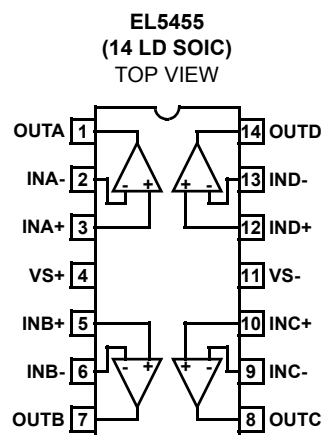 EL5455
(14 LD SOIC)
TOP VIEW
OUTA 1 14 OUTD
INA- 2 - + + - 13 IND-
INA+ 3 12 IND+
VS+ 4 11 VS-
INB+ 5 10 INC+
INB- 6 - + + - 9 INC-
OUTB 7 8 OUTC